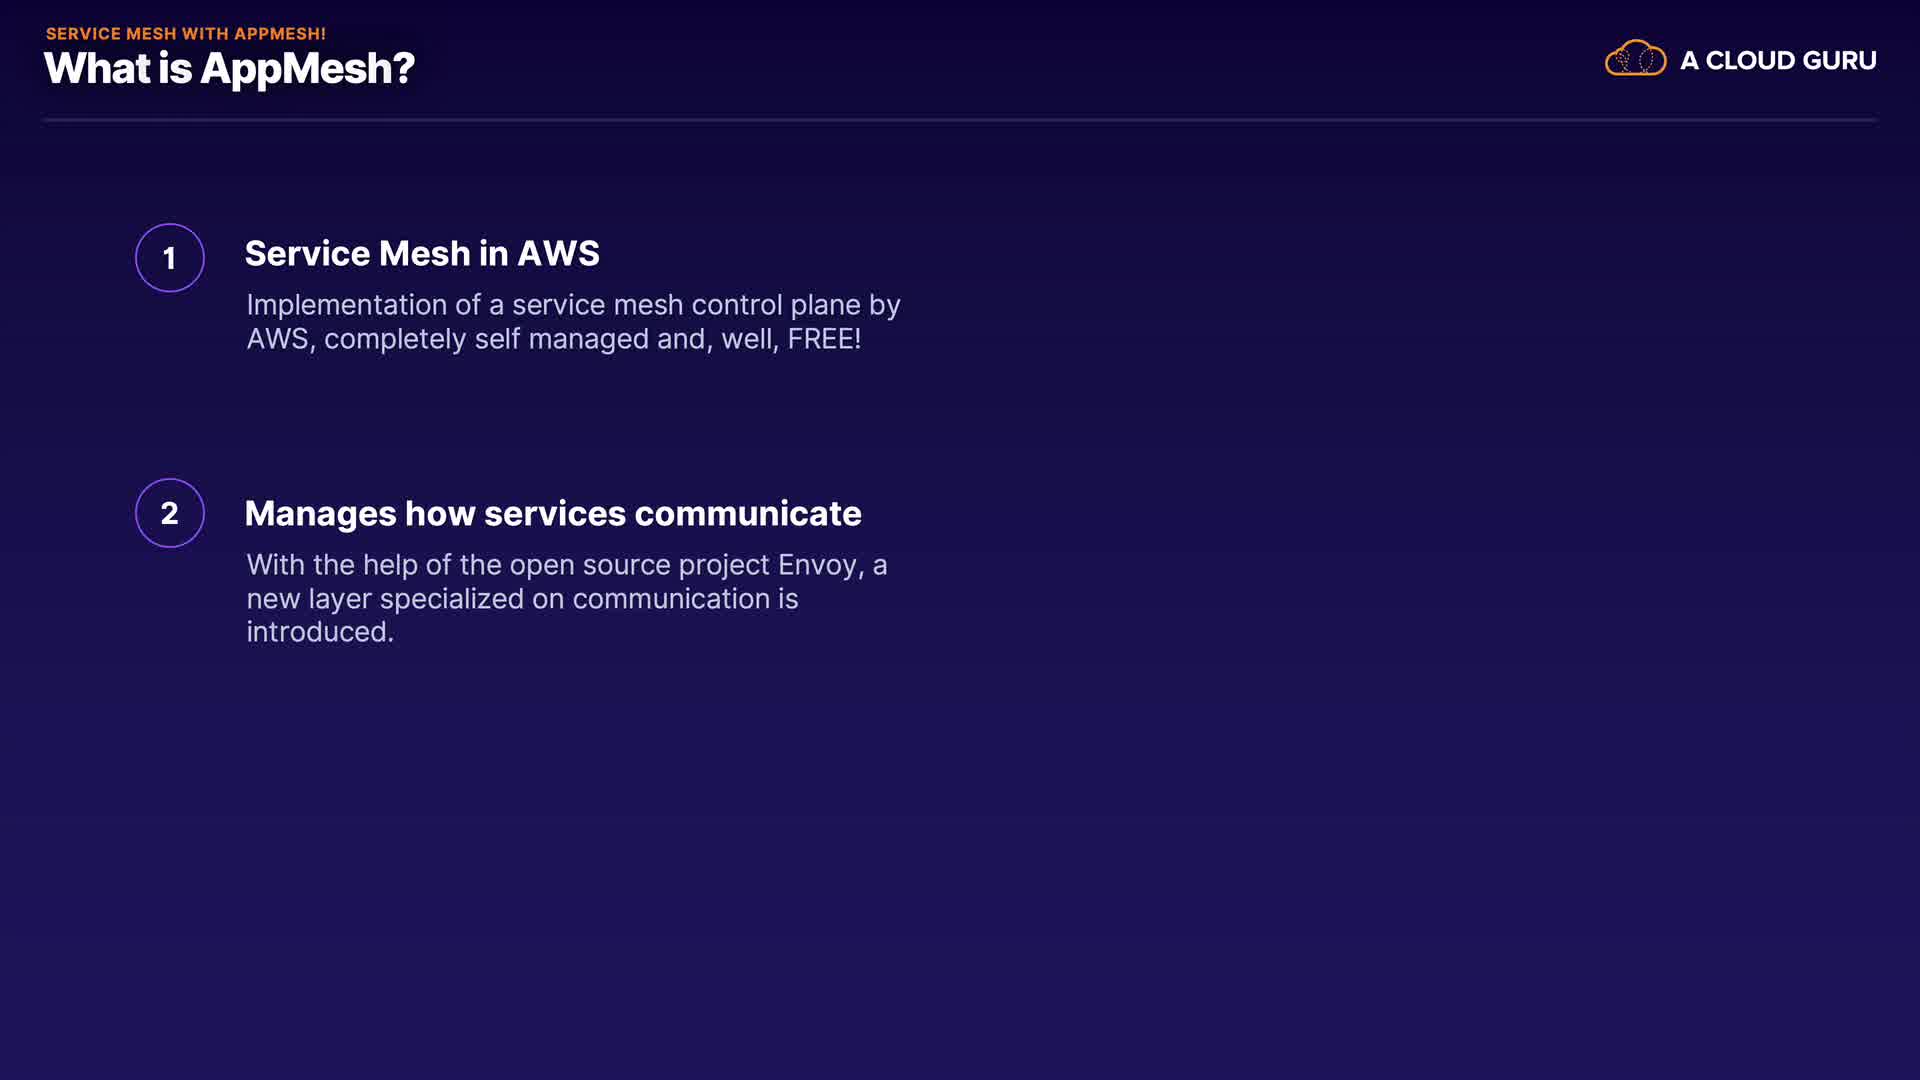 SERVICE MESH WITH APPMESH!
What is AppMesh?
A CLOUD GURU
1
Service Mesh in AWS
Implementation of a service mesh control plane by
AWS, completely self managed and, well, FREE!
2
Manages how services communicate
With the help of the open source project Envoy, a
new layer specialized on communication is
introduced.